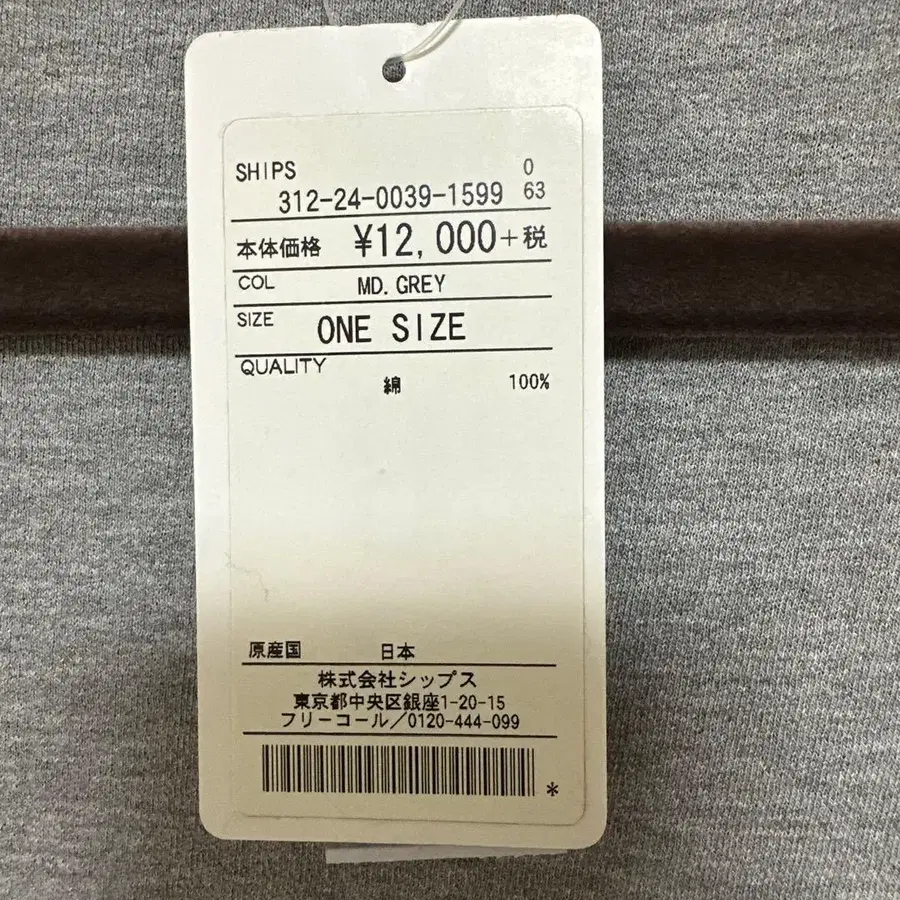 SHIPS 0
312-24-0039-1599 63
本体価格 ¥12,000+税
COL MD. GREY
SIZE ONE SIZE
QUALITY
綿 100%
原産国 日本
株式会社シップス
東京都中央区銀座1-20-15
フリーコール/0120-444-099
*